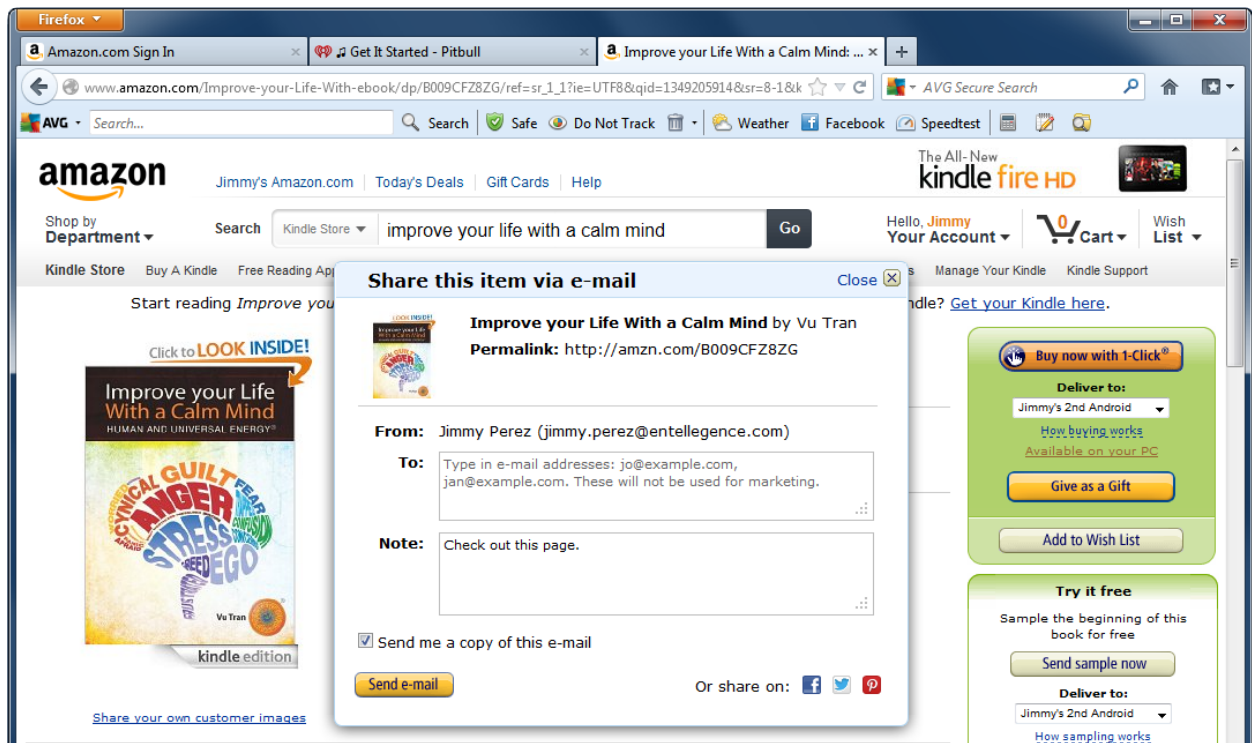 Firefox
Amazon.com Sign In
♫ Get It Started - Pitbull
Improve your Life With a Calm Mind: ...
www.amazon.com/Improve-your-Life-With-ebook/dp/B009CFZ8ZG/ref=sr_1_1?ie=UTF8&qid=1349205914&sr=8-1&k
AVG Secure Search
AVG Search... Search Safe Do Not Track Weather Facebook Speedtest
amazon
Jimmy's Amazon.com Today's Deals Gift Cards Help
The All-New
kindle fire HD
Shop by
Department
Search Kindle Store improve your life with a calm mind Go
Hello, Jimmy
Your Account
0
Cart
Wish
List
Kindle Store Buy A Kindle Free Reading App
Manage Your Kindle Kindle Support
Start reading Improve you
ndle? Get your Kindle here.
Click to LOOK INSIDE!
Improve your Life
With a Calm Mind
HUMAN AND UNIVERSAL ENERGY®
CYNICAL GUILT FEAR
ANGER
STRESS
CONFUSION
GREED EGO
Vu Tran
kindle edition
Share your own customer images
Share this item via e-mail
Close
LOOK INSIDE!
Improve your Life With a Calm Mind by Vu Tran
Permalink: http://amzn.com/B009CFZ8ZG
From: Jimmy Perez (jimmy.perez@entellegence.com)
To: Type in e-mail addresses: jo@example.com,
jan@example.com. These will not be used for marketing.
Note: Check out this page.
Send me a copy of this e-mail
Send e-mail
Or share on:
Buy now with 1-Click®
Deliver to:
Jimmy's 2nd Android
How buying works
Available on your PC
Give as a Gift
Add to Wish List
Try it free
Sample the beginning of this
book for free
Send sample now
Deliver to:
Jimmy's 2nd Android
How sampling works